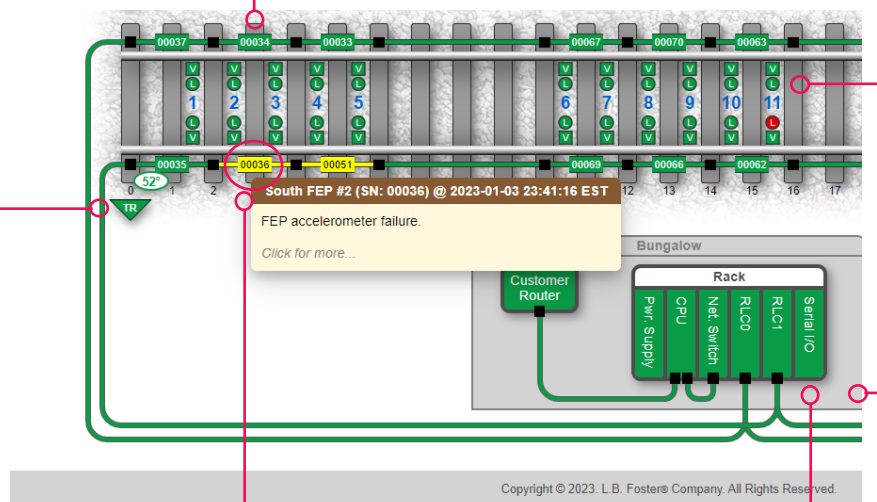 00037 00034 00033 00067 00070 00063
V V V V V V V V V V V
L L L L L L L L L L L
1 2 3 4 5 6 7 8 9 10 11
L L L L L L L L L L L
V V V V V V V V V V V
00035 00036 00051 00069 00066 00062
52°
0 1 2 12 13 14 15 16 17
TR
South FEP #2 (SN: 00036) @ 2023-01-03 23:41:16 EST
FEP accelerometer failure.
Click for more...
Bungalow
Customer
Router
Rack
Pwr. Supply
CPU
Net. Switch
RLC0
RLC1
Serial I/O
Copyright © 2023. L.B. Foster® Company. All Rights Reserved.